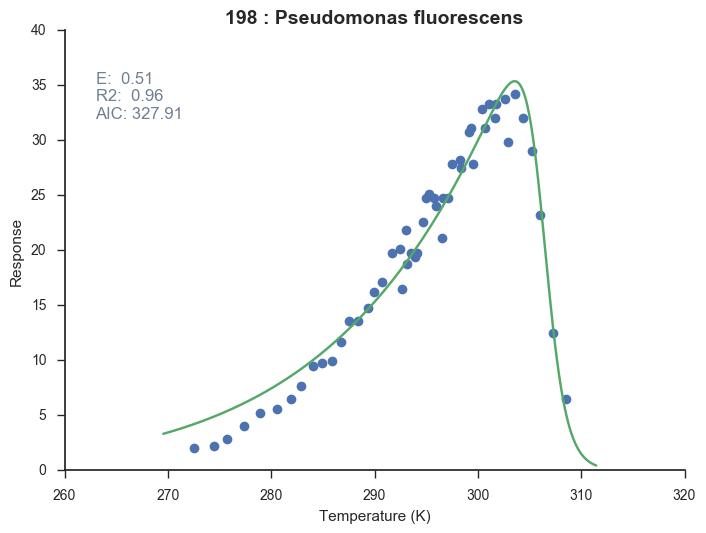 198 : Pseudomonas fluorescens
E: 0.51
R2: 0.96
AIC: 327.91
Response
40
35
30
25
20
15
10
5
0
260 270 280 290 300 310 320
Temperature (K)